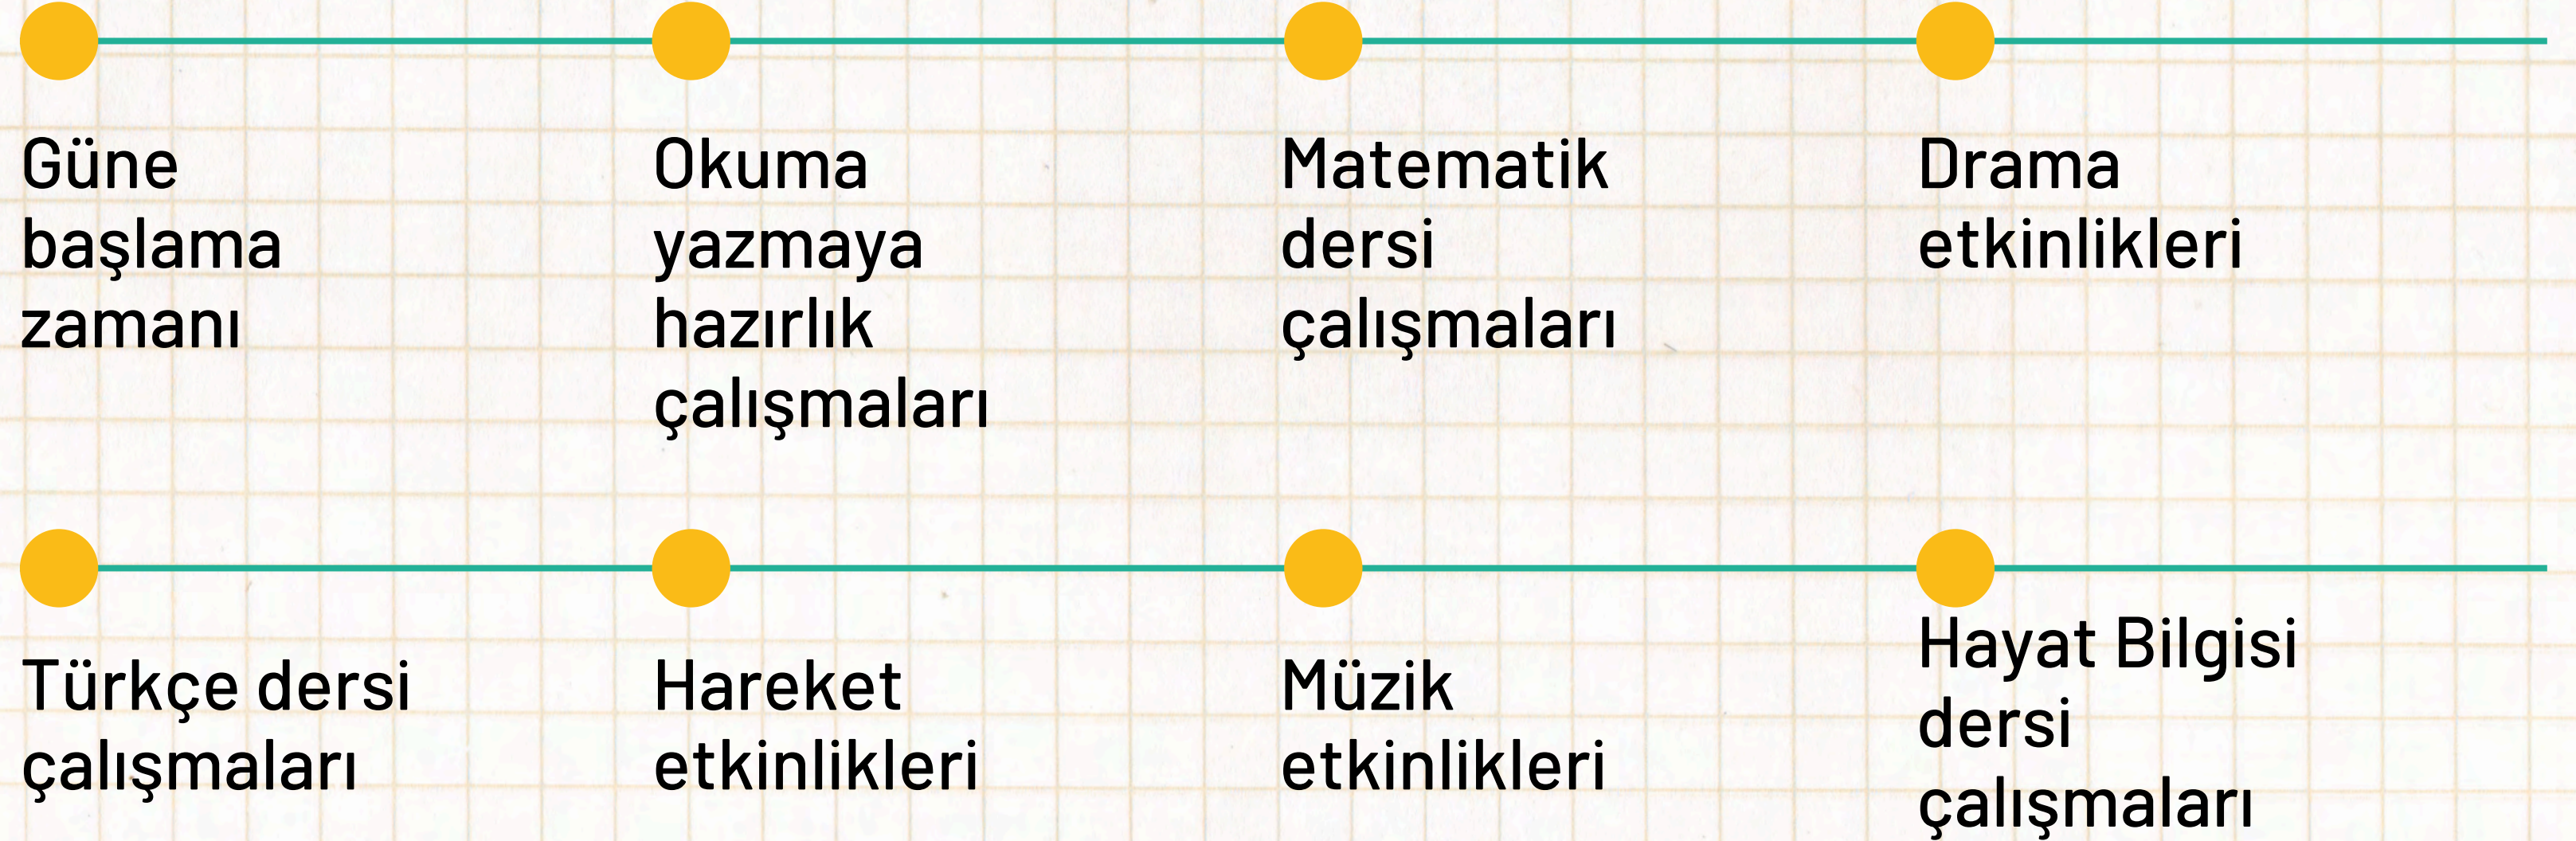 Güne
başlama
zamanı
Okuma
yazmaya
hazırlık
çalışmaları
Matematik
dersi
çalışmaları
Drama
etkinlikleri
Türkçe dersi
çalışmaları
Hareket
etkinlikleri
Müzik
etkinlikleri
Hayat Bilgisi
dersi
çalışmaları